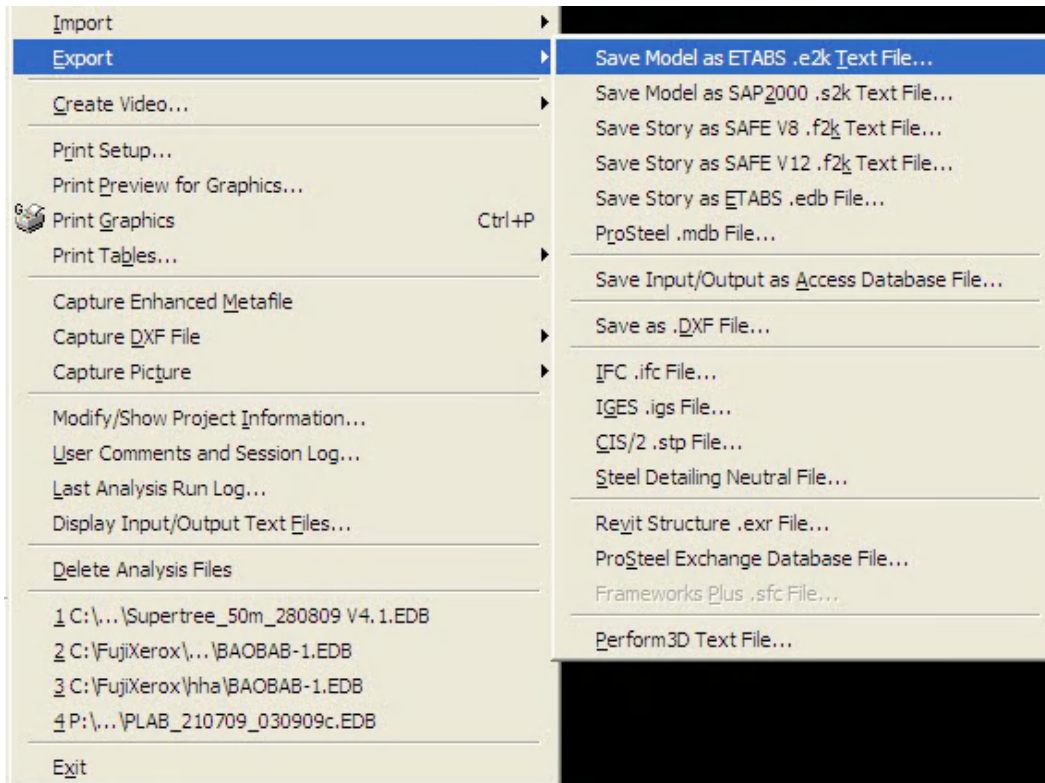 Import
Export
Create Video...
Print Setup...
Print Preview for Graphics...
Print Graphics Ctrl+P
Print Tables...
Capture Enhanced Metafile
Capture DXF File
Capture Picture
Modify/Show Project Information...
User Comments and Session Log...
Last Analysis Run Log...
Display Input/Output Text Files...
Delete Analysis Files
1 C:\...\Supertree_50m_280809 V4.1.EDB
2 C:\FujiXerox\...\BAOBAB-1.EDB
3 C:\FujiXerox\hha\BAOBAB-1.EDB
4 P:\...\PLAB_210709_030909c.EDB
Exit
Save Model as ETABS .e2k Text File...
Save Model as SAP2000 .s2k Text File...
Save Story as SAFE V8 .f2k Text File...
Save Story as SAFE V12 .f2k Text File...
Save Story as ETABS .edb File...
ProSteel .mdb File...
Save Input/Output as Access Database File...
Save as .DXF File...
IFC .ifc File...
IGES .igs File...
CIS/2 .stp File...
Steel Detailing Neutral File...
Revit Structure .exr File...
ProSteel Exchange Database File...
Frameworks Plus .sfc File...
Perform3D Text File...